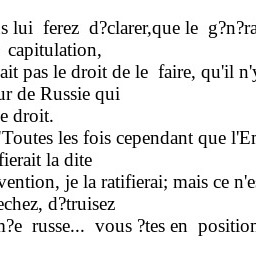 s lui ferez d?clarer,que le g?n?ra
capitulation,
ait pas le droit de le faire, qu'il n'y
ur de Russie qui
e droit.
'Toutes les fois cependant que l'En
fierait la dite
vention, je la ratifierai; mais ce n'e
echez, d?truisez
m?e russe... vous ?tes en position